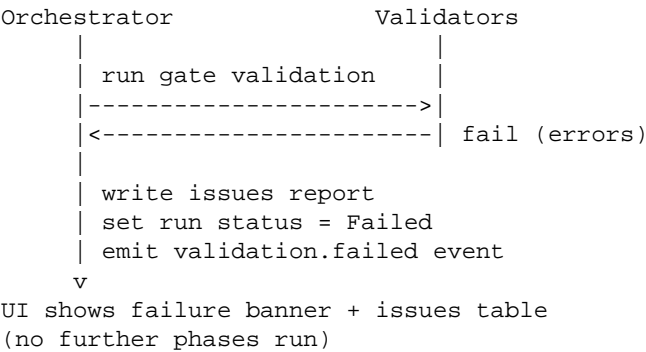 Orchestrator Validators
run gate validation
fail (errors)
write issues report
set run status = Failed
emit validation.failed event
UI shows failure banner + issues table
(no further phases run)